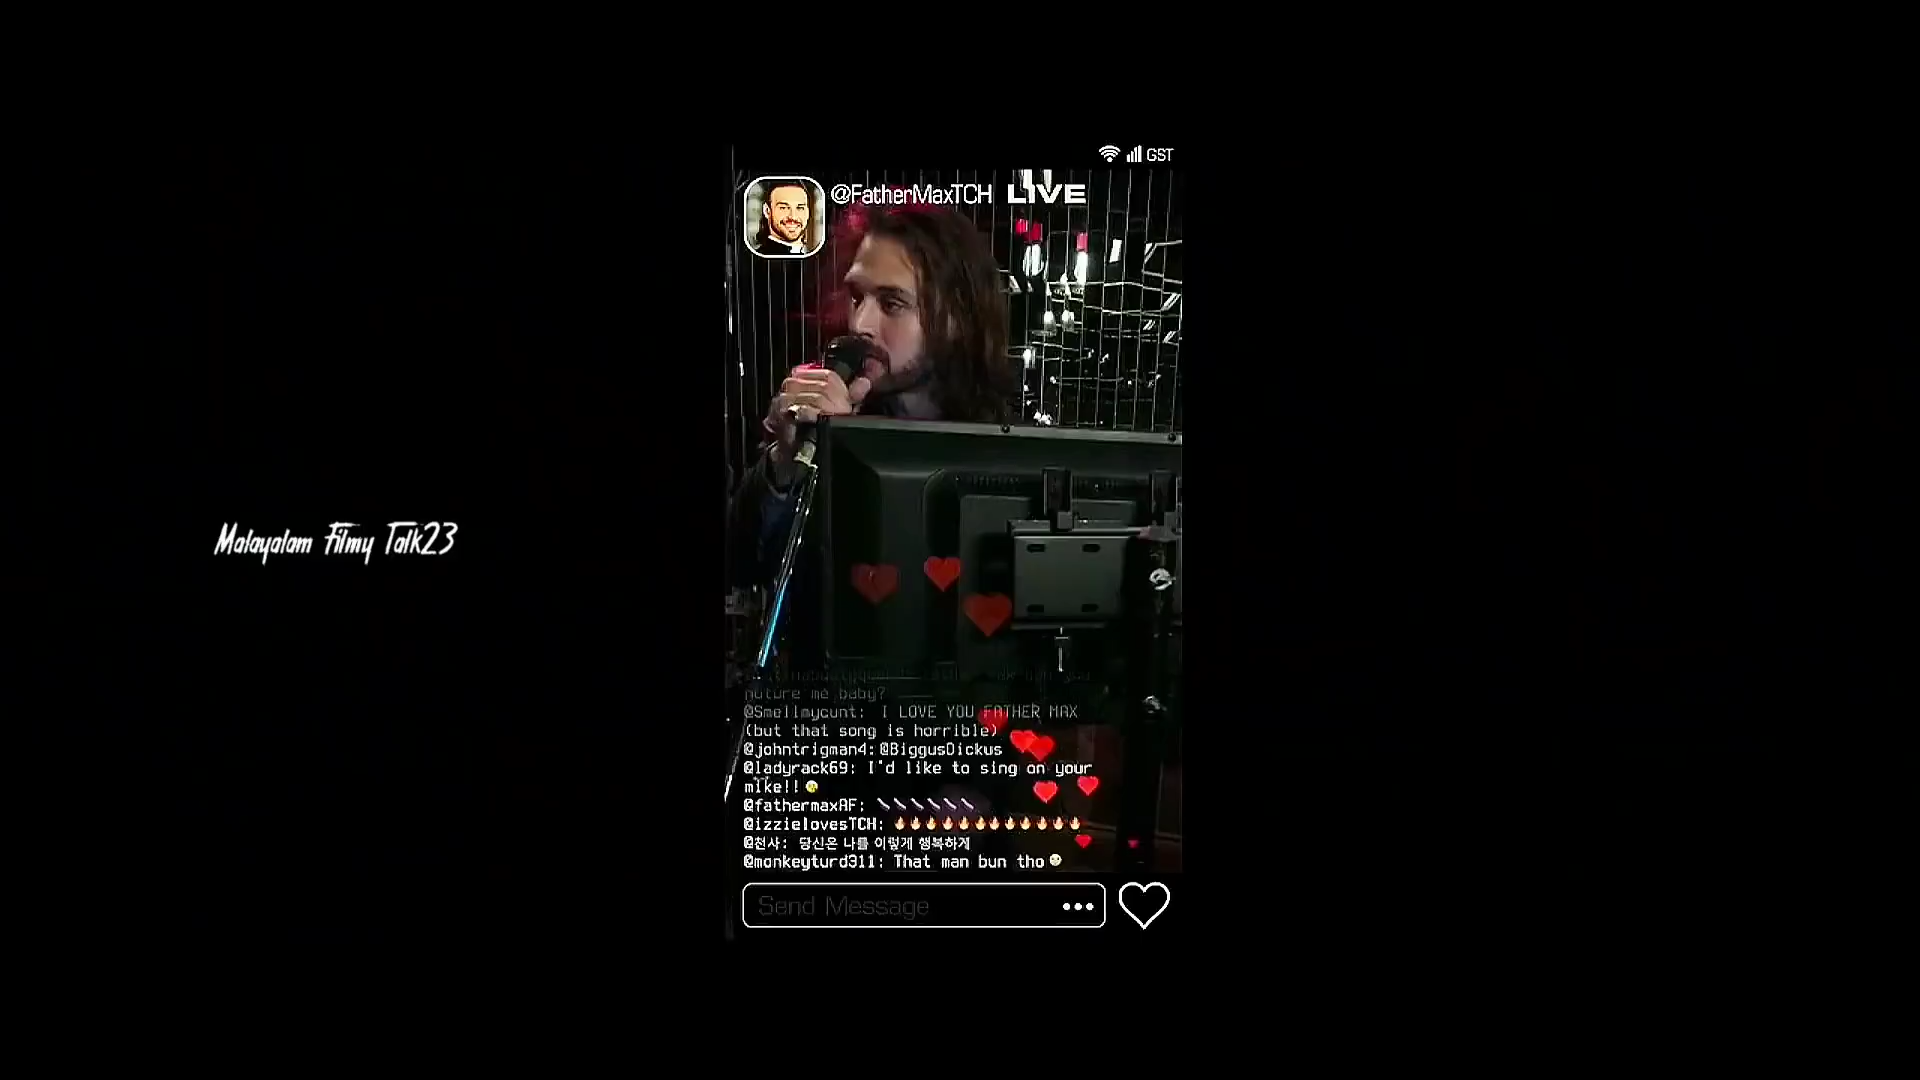 GST
@FatherMaxTCH LIVE
Malayalam Filmy Talk23
me baby?
@Smellmycunt: I LOVE YOU FATHER MAX
(but that song is horrible)
@johntrigman4:@BiggusDickus
@ladyrack69: I'd like to sing on your
mike!!
@fathermaxAF:
@izzielovesTCH:
@천사: 당신은 나를 이렇게 행복하게
@monkeyturd311: That man bun tho
Send Message